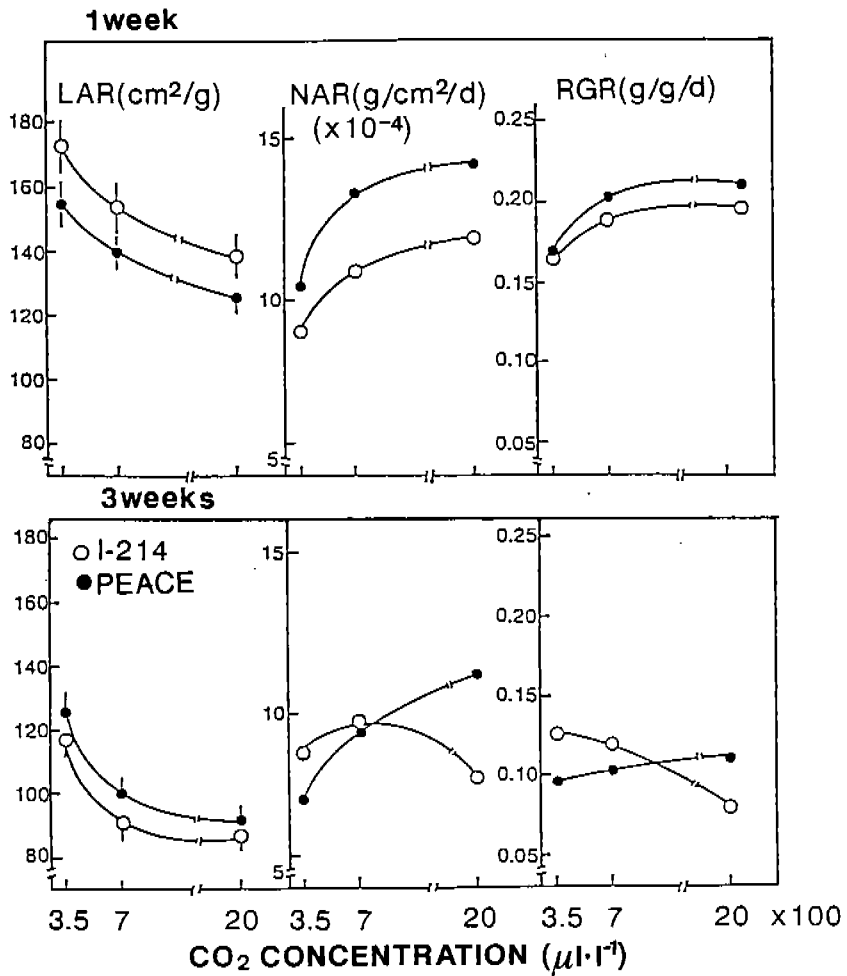 1week
LAR(cm²/g) NAR(g/cm²/d) RGR(g/g/d)
(x10⁻⁴)
180 15 0.25
160 0.20
140 10 0.15
120
100 0.10
80 5 0.05
3weeks
180 15 0.25
○ I-214
● PEACE
160 0.20
140
120 10 0.15
100 0.10
80 5 0.05
3.5 7 20 3.5 7 20 3.5 7 20 x100
CO₂ CONCENTRATION (μl·l⁻¹)